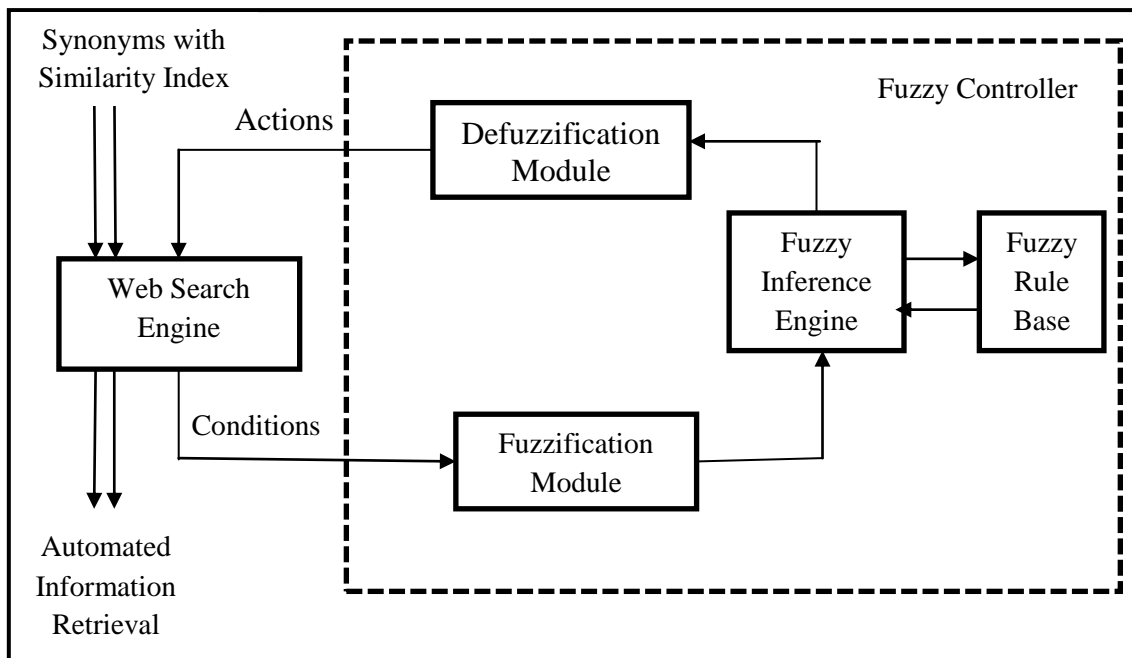 Synonyms with
Similarity Index
Fuzzy Controller
Actions
Defuzzification
Module
Web Search
Engine
Fuzzy
Inference
Engine
Fuzzy
Rule
Base
Conditions
Fuzzification
Module
Automated
Information
Retrieval